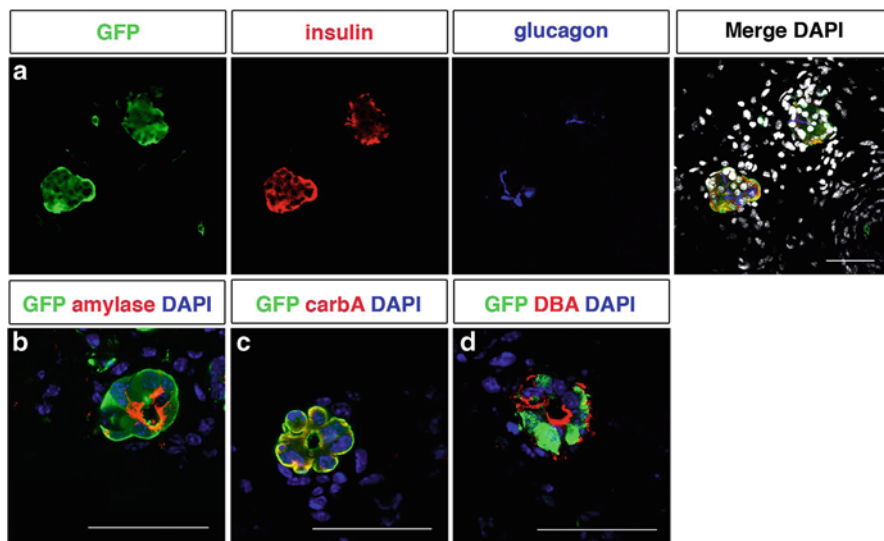 GFP insulin glucagon Merge DAPI
a
GFP amylase DAPI GFP carbA DAPI GFP DBA DAPI
b c d